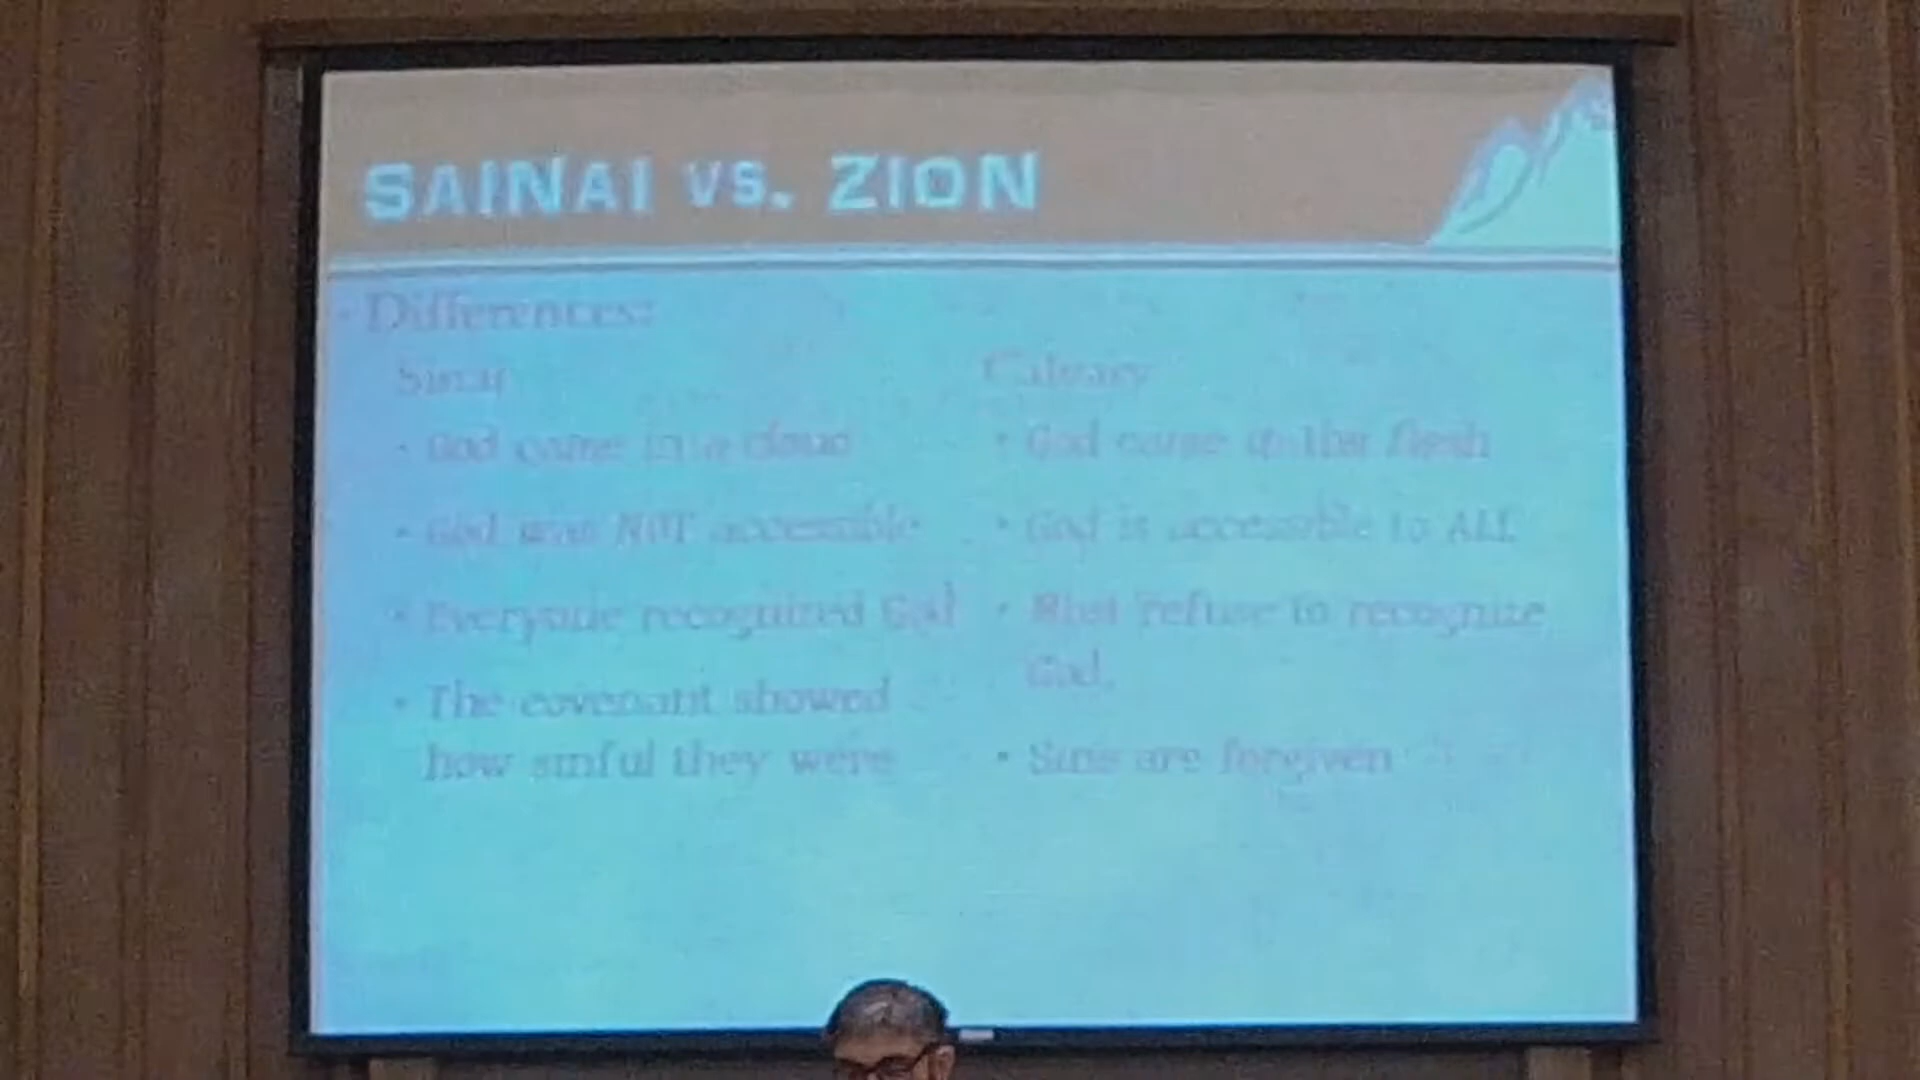 SAINAI VS. ZION
• Differences:
Sinai
• God came in a cloud
• God was NOT accessible
• Everyone recognized God
• The covenant showed
how sinful they were
Calvary
• God came in the flesh
• God is accessible to ALL
• Most refuse to recognize
God.
• Sins are forgiven